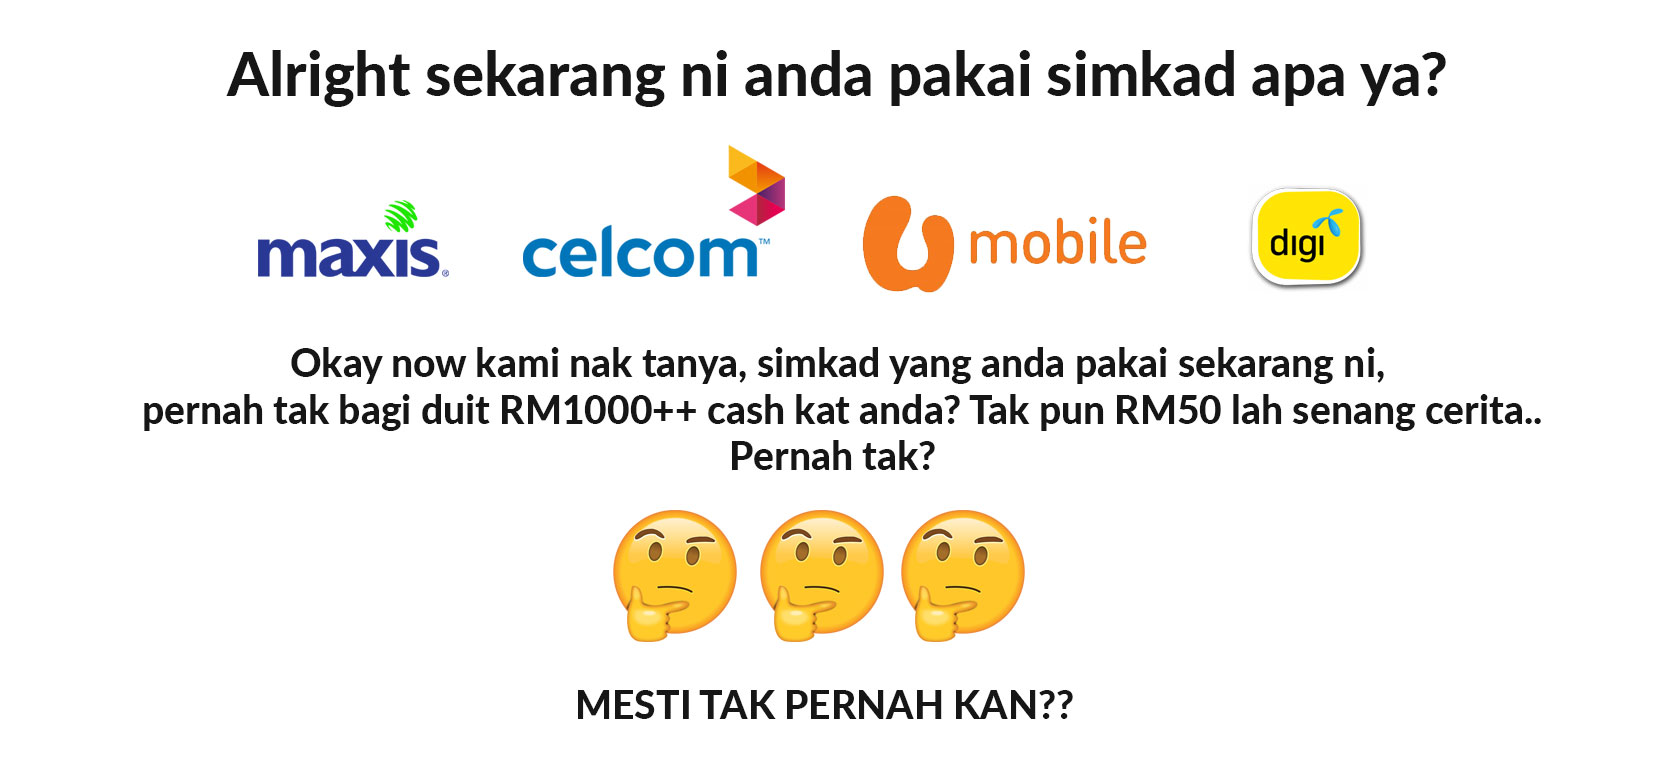 Alright sekarang ni anda pakai simkad apa ya?
maxis®
celcom™
U mobile
digi
Okay now kami nak tanya, simkad yang anda pakai sekarang ni,
pernah tak bagi duit RM1000++ cash kat anda? Tak pun RM50 lah senang cerita..
Pernah tak?
MESTI TAK PERNAH KAN??